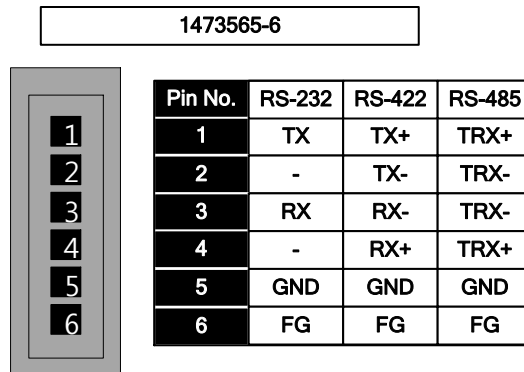 1473565-6
1
2
3
4
5
6
Pin No. RS-232 RS-422 RS-485
1 TX TX+ TRX+
2 - TX- TRX-
3 RX RX- TRX-
4 - RX+ TRX+
5 GND GND GND
6 FG FG FG